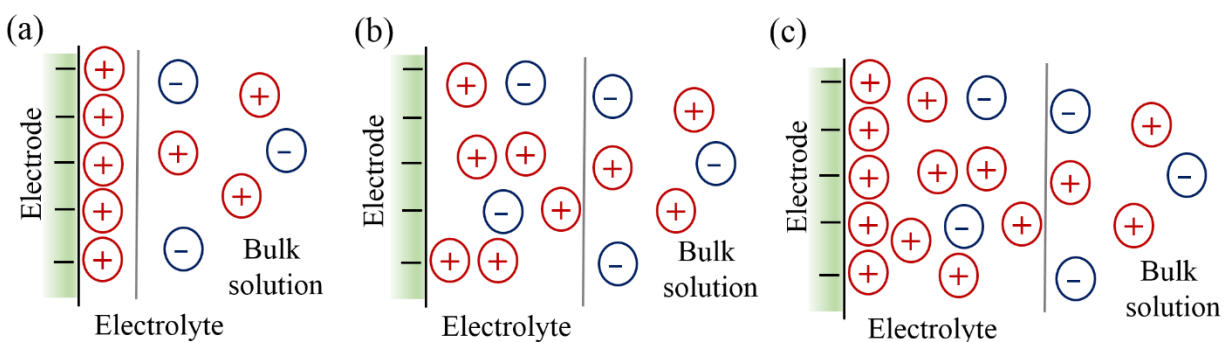 (a)
Electrode
Bulk
solution
Electrolyte
(b)
Electrode
Bulk
solution
Electrolyte
(c)
Electrode
Bulk
solution
Electrolyte